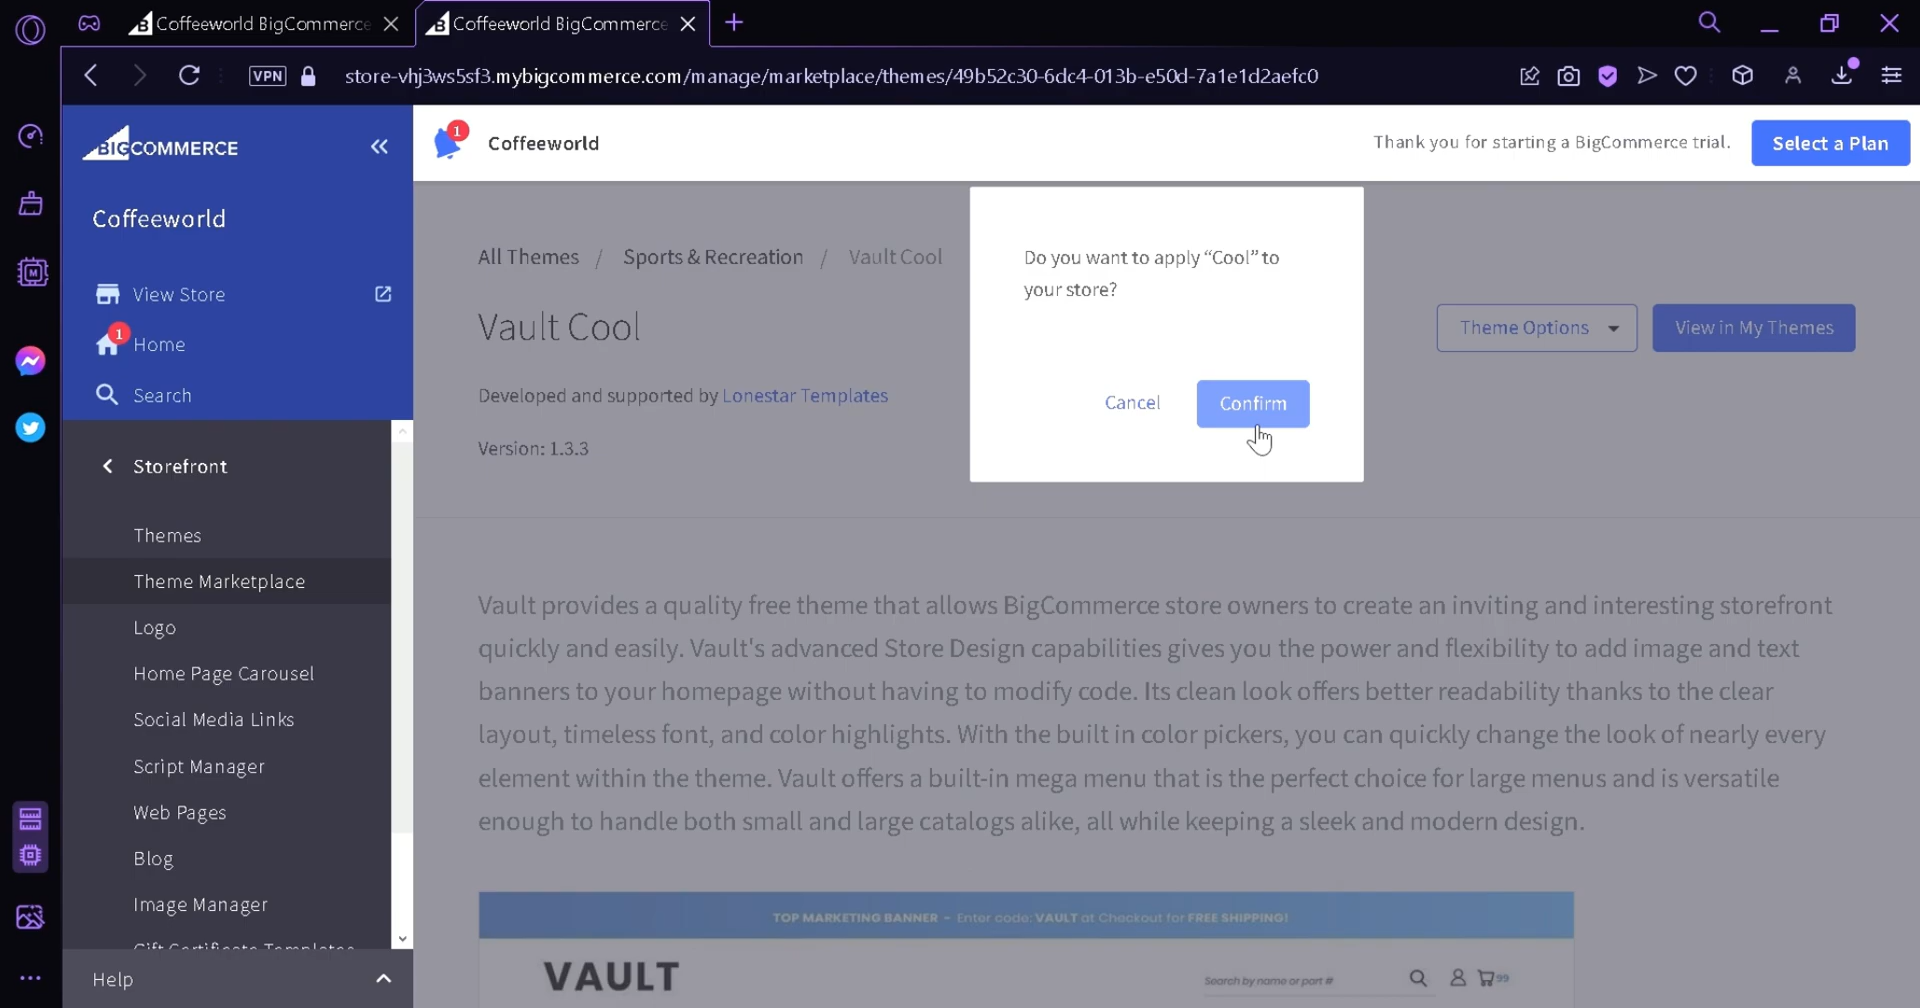 Coffeeworld BigCommerce
Coffeeworld BigCommerce
VPN
store-vhj3ws5sf3.mybigcommerce.com/manage/marketplace/themes/49b52c30-6dc4-013b-e50d-7a1e1d2aefc0
BIGCOMMERCE
1
Coffeeworld
Thank you for starting a BigCommerce trial.
Select a Plan
Coffeeworld
View Store
1
Home
Search
Storefront
Themes
Theme Marketplace
Logo
Home Page Carousel
Social Media Links
Script Manager
Web Pages
Blog
Image Manager
Gift Certificate Templates
Help
All Themes / Sports & Recreation / Vault Cool
Vault Cool
Developed and supported by Lonestar Templates
Version: 1.3.3
Do you want to apply “Cool” to
your store?
Cancel
Confirm
Theme Options
View in My Themes
Vault provides a quality free theme that allows BigCommerce store owners to create an inviting and interesting storefront
quickly and easily. Vault's advanced Store Design capabilities gives you the power and flexibility to add image and text
banners to your homepage without having to modify code. Its clean look offers better readability thanks to the clear
layout, timeless font, and color highlights. With the built in color pickers, you can quickly change the look of nearly every
element within the theme. Vault offers a built-in mega menu that is the perfect choice for large menus and is versatile
enough to handle both small and large catalogs alike, all while keeping a sleek and modern design.
TOP MARKETING BANNER – Enter code: VAULT at Checkout for FREE SHIPPING!
VAULT
Search by name or part #
99